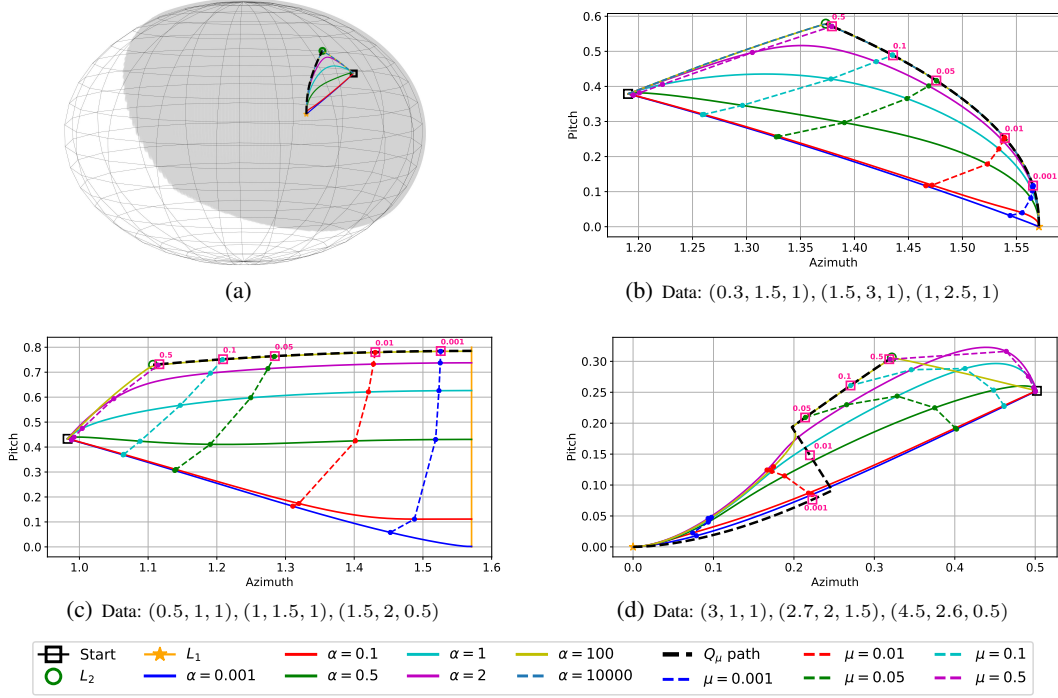 (a)
0.6
0.5
0.4
0.3
0.2
0.1
0.0
Pitch
0.5
0.1
0.05
0.01
0.001
1.20 1.30 1.35 1.40 1.45 1.50 1.55
Azimuth
(b) Data: (0.3, 1.5, 1), (1.5, 3, 1), (1, 2.5, 1)
0.8
0.7
0.6
0.5
0.4
0.3
0.2
0.1
0.0
Pitch
0.5
0.1
0.05
0.01
0.001
1.0 1.1 1.2 1.3 1.4 1.5 1.6
Azimuth
(c) Data: (0.5, 1, 1), (1, 1.5, 1), (1.5, 2, 0.5)
0.30
0.25
0.20
0.15
0.10
0.05
0.00
Pitch
0.5
0.1
0.05
0.01
0.001
0.0 0.1 0.2 0.3 0.4 0.5
Azimuth
(d) Data: (3, 1, 1), (2.7, 2, 1.5), (4.5, 2.6, 0.5)
Start L₁ α = 0.1 α = 1 α = 100 Qμ path μ = 0.01 μ = 0.1
L₂ α = 0.001 α = 0.5 α = 2 α = 10000 μ = 0.001 μ = 0.05 μ = 0.5